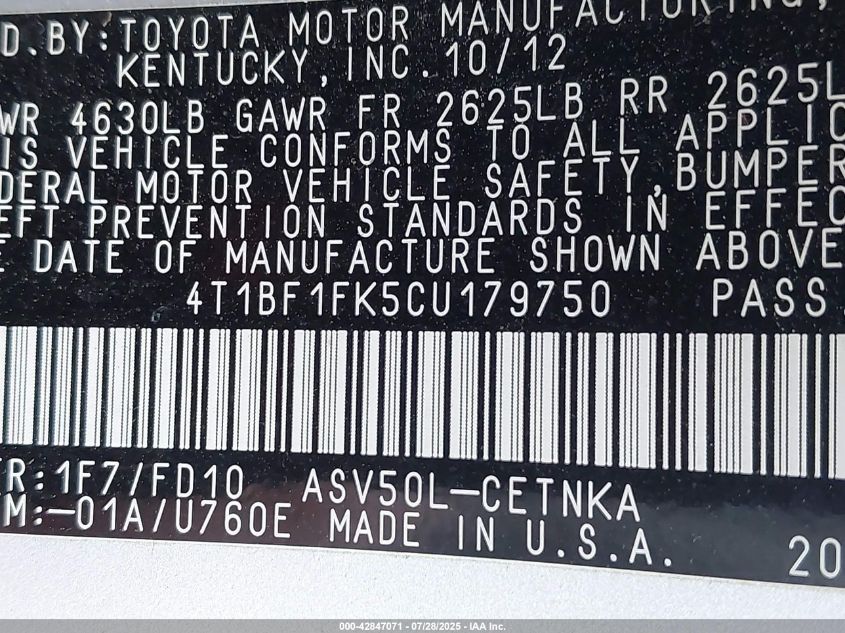 D.BY:TOYOTA MOTOR MANUFACTURING,
KENTUCKY,INC. 10/12
WR 4630LB GAWR FR 2625LB RR 2625L
IS VEHICLE CONFORMS TO ALL APPLIC
DERAL MOTOR VEHICLE SAFETY,BUMPER
EFT PREVENTION STANDARDS IN EFFEC
E DATE OF MANUFACTURE SHOWN ABOVE
4T1BF1FK5CU179750 PASS.
R:1F7/FD10 ASV50L-CETNKA
M:-01A/U760E MADE IN U.S.A. 20
000-42847071 - 07/28/2025 - IAA Inc.